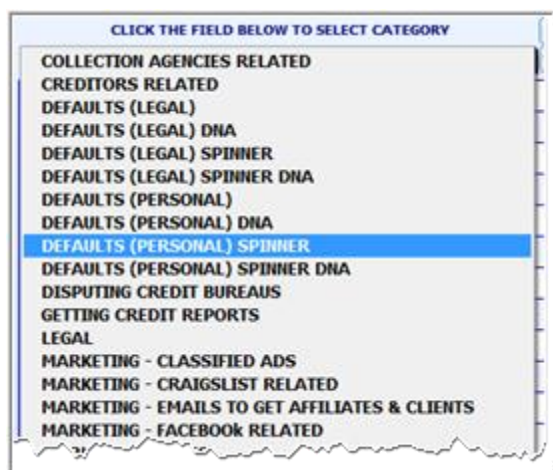 CLICK THE FIELD BELOW TO SELECT CATEGORY
COLLECTION AGENCIES RELATED
CREDITORS RELATED
DEFAULTS (LEGAL)
DEFAULTS (LEGAL) DNA
DEFAULTS (LEGAL) SPINNER
DEFAULTS (LEGAL) SPINNER DNA
DEFAULTS (PERSONAL)
DEFAULTS (PERSONAL) DNA
DEFAULTS (PERSONAL) SPINNER
DEFAULTS (PERSONAL) SPINNER DNA
DISPUTING CREDIT BUREAUS
GETTING CREDIT REPORTS
LEGAL
MARKETING - CLASSIFIED ADS
MARKETING - CRAIGSLIST RELATED
MARKETING - EMAILS TO GET AFFILIATES & CLIENTS
MARKETING - FACEBOOk RELATED